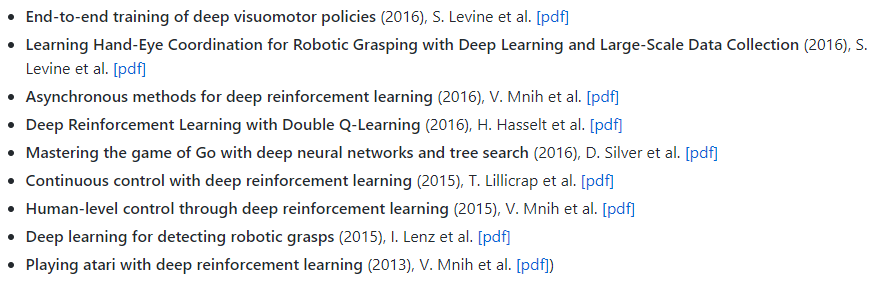 • End-to-end training of deep visuomotor policies (2016), S. Levine et al. [pdf]
• Learning Hand-Eye Coordination for Robotic Grasping with Deep Learning and Large-Scale Data Collection (2016), S.
Levine et al. [pdf]
• Asynchronous methods for deep reinforcement learning (2016), V. Mnih et al. [pdf]
• Deep Reinforcement Learning with Double Q-Learning (2016), H. Hasselt et al. [pdf]
• Mastering the game of Go with deep neural networks and tree search (2016), D. Silver et al. [pdf]
• Continuous control with deep reinforcement learning (2015), T. Lillicrap et al. [pdf]
• Human-level control through deep reinforcement learning (2015), V. Mnih et al. [pdf]
• Deep learning for detecting robotic grasps (2015), I. Lenz et al. [pdf]
• Playing atari with deep reinforcement learning (2013), V. Mnih et al. [pdf])